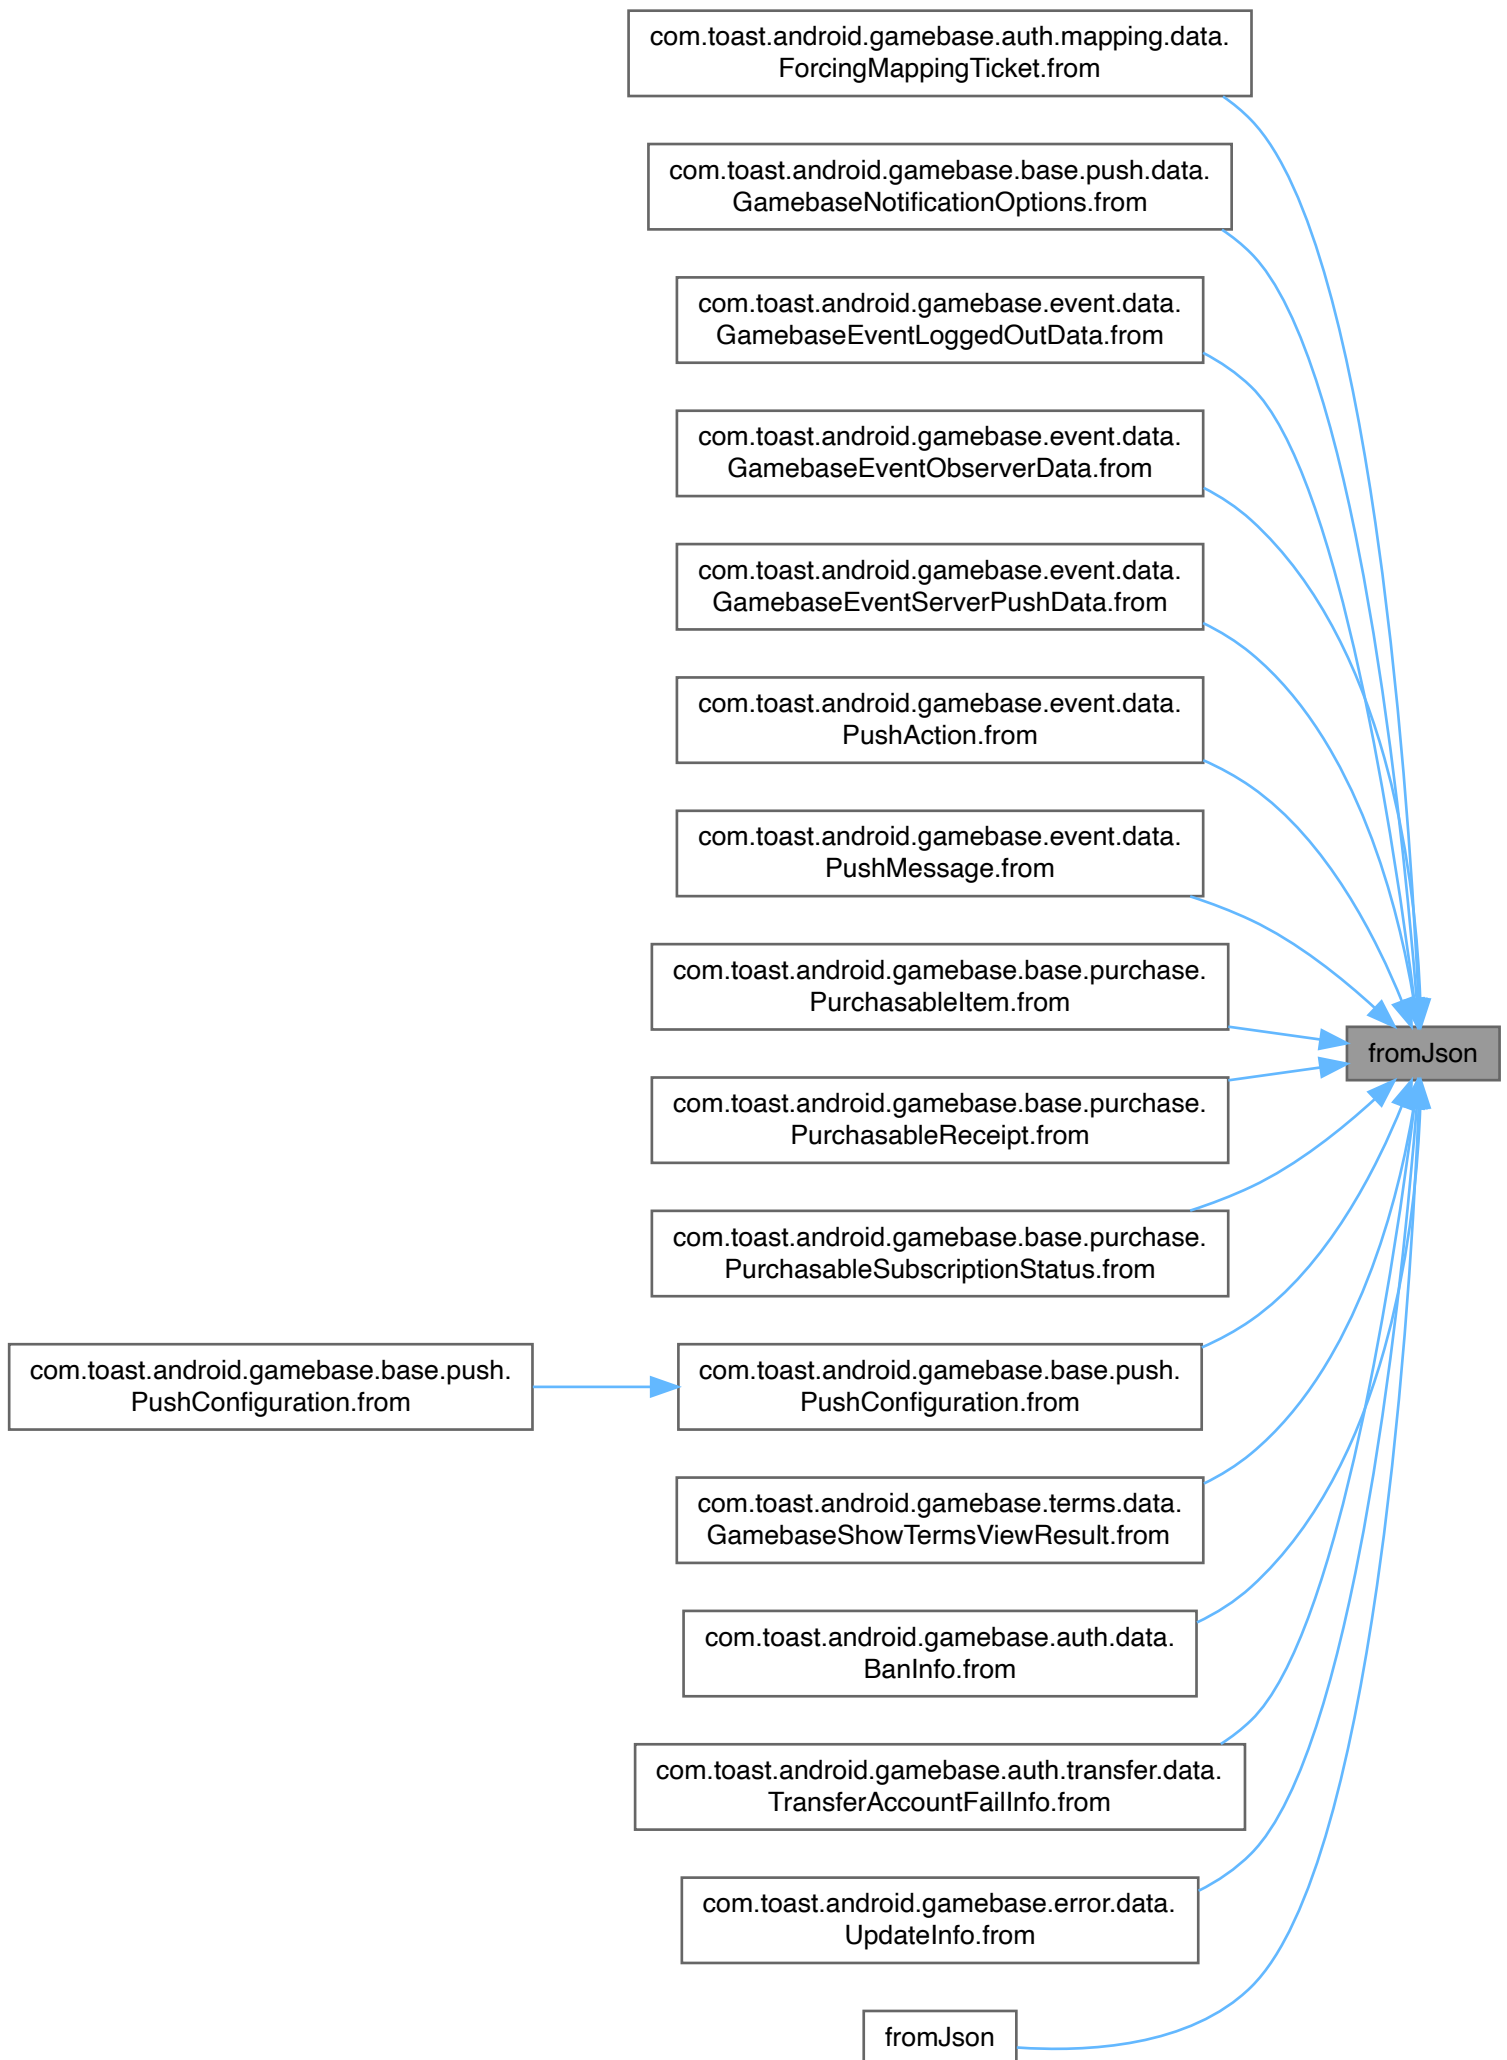 com.toast.android.gamebase.auth.mapping.data.
ForcingMappingTicket.from
com.toast.android.gamebase.base.push.data.
GamebaseNotificationOptions.from
com.toast.android.gamebase.event.data.
GamebaseEventLoggedOutData.from
com.toast.android.gamebase.event.data.
GamebaseEventObserverData.from
com.toast.android.gamebase.event.data.
GamebaseEventServerPushData.from
com.toast.android.gamebase.event.data.
PushAction.from
com.toast.android.gamebase.event.data.
PushMessage.from
com.toast.android.gamebase.base.purchase.
PurchasableItem.from
fromJson
com.toast.android.gamebase.base.purchase.
PurchasableReceipt.from
com.toast.android.gamebase.base.purchase.
PurchasableSubscriptionStatus.from
com.toast.android.gamebase.base.push.
PushConfiguration.from
com.toast.android.gamebase.base.push.
PushConfiguration.from
com.toast.android.gamebase.terms.data.
GamebaseShowTermsViewResult.from
com.toast.android.gamebase.auth.data.
BanInfo.from
com.toast.android.gamebase.auth.transfer.data.
TransferAccountFailInfo.from
com.toast.android.gamebase.error.data.
UpdateInfo.from
fromJson